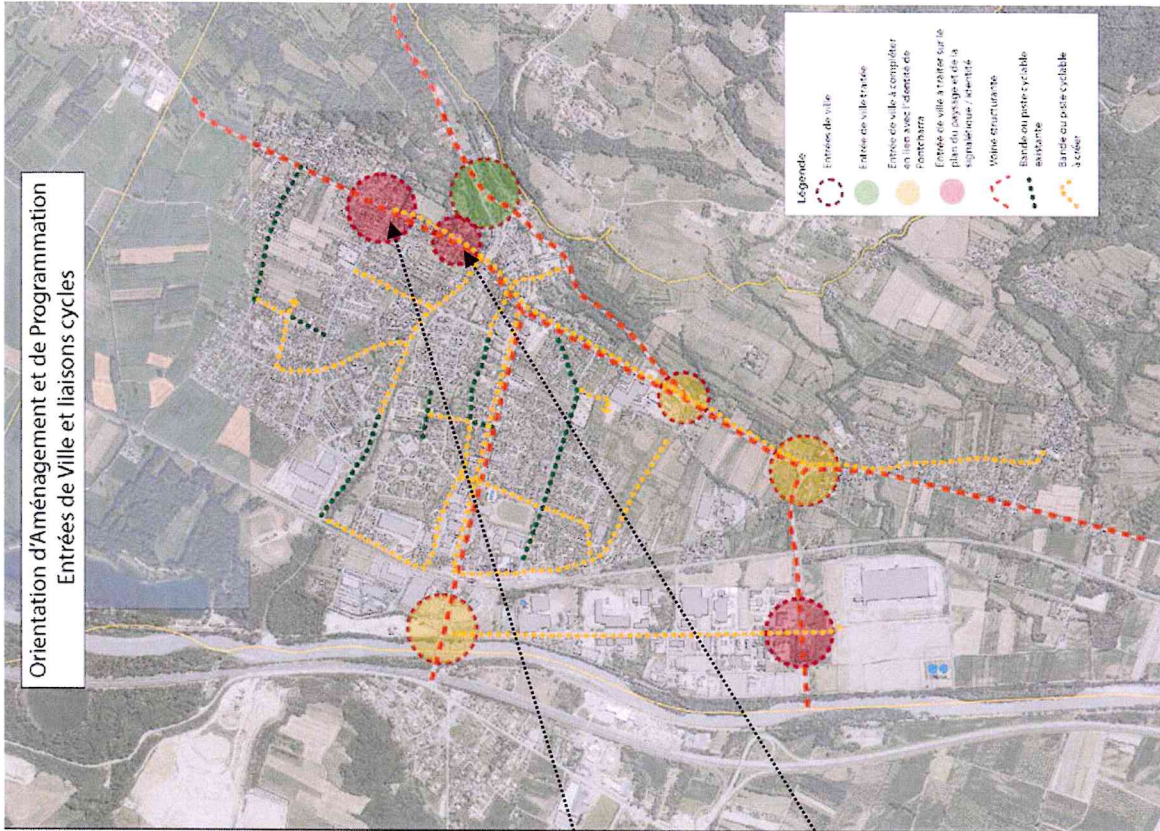 Orientation d'Aménagement et de Programmation
Entrées de Ville et liaisons cycles
Légende
Entrées de ville
Entrée de ville traitée
Entrée de ville à compléter
en lien avec l'identité de
Pontcharra
Entrée de ville à traiter sur le
plan du paysage et de la
signalétique / identité
Voirie structurante
Bande ou piste cyclable
existante
Bande ou piste cyclable
à créer